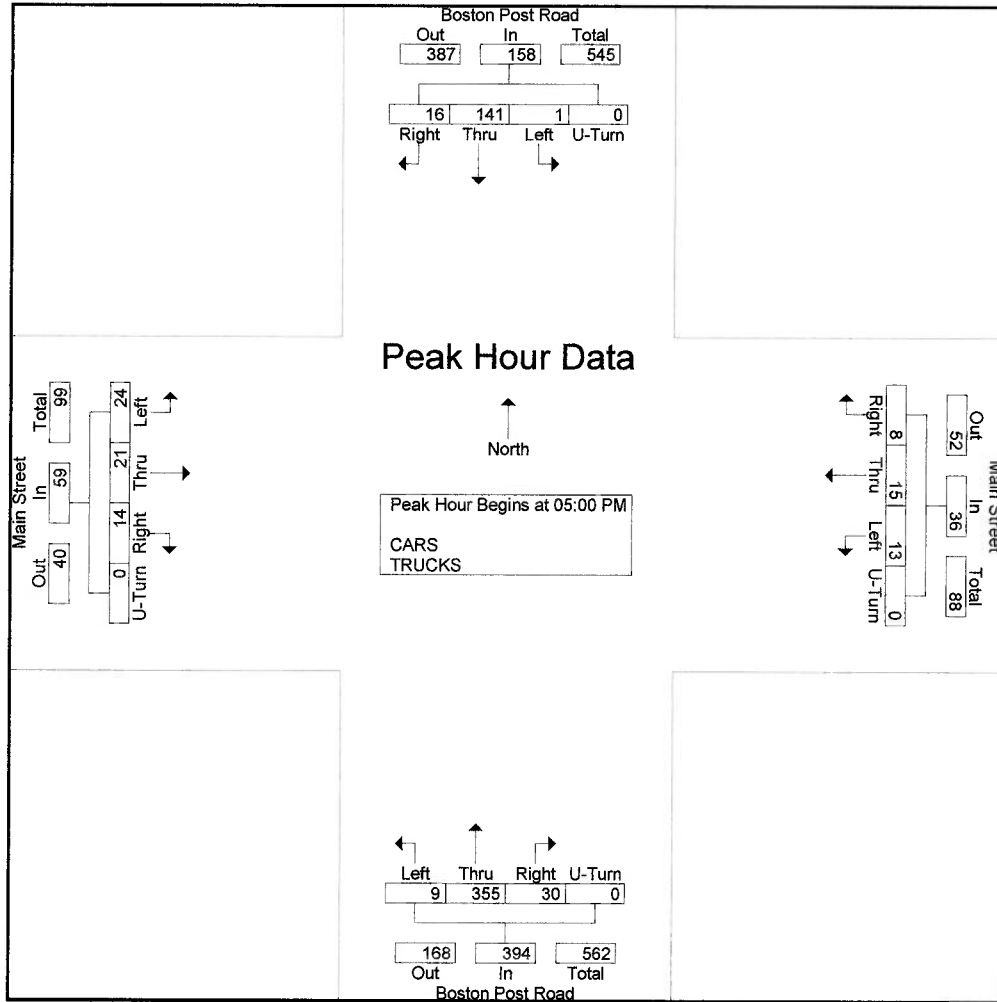 Boston Post Road
Out In Total
387 158 545
16 141 1 0
Right Thru Left U-Turn
Peak Hour Data
North
Peak Hour Begins at 05:00 PM
CARS
TRUCKS
Main Street
Total In Out
99 59 40
24 21 14 0
Left Thru Right U-Turn
Main Street
Out In Total
52 36 88
8 15 13 0
Right Thru Left U-Turn
Left Thru Right U-Turn
9 355 30 0
168 394 562
Out In Total
Boston Post Road